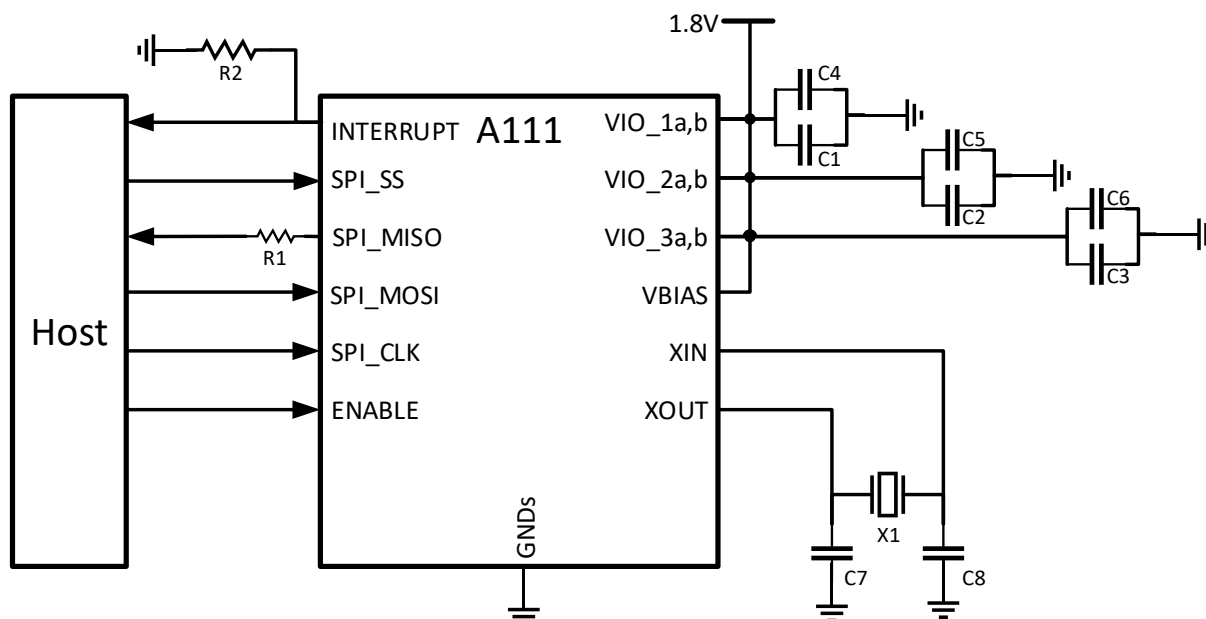 1.8V
R2
C4
INTERRUPT
A111
VIO_1a,b
C1
C5
SPI_SS
VIO_2a,b
C2
C6
SPI_MISO
R1
VIO_3a,b
C3
SPI_MOSI
VBIAS
Host
SPI_CLK
XIN
ENABLE
XOUT
GNDs
X1
C7
C8